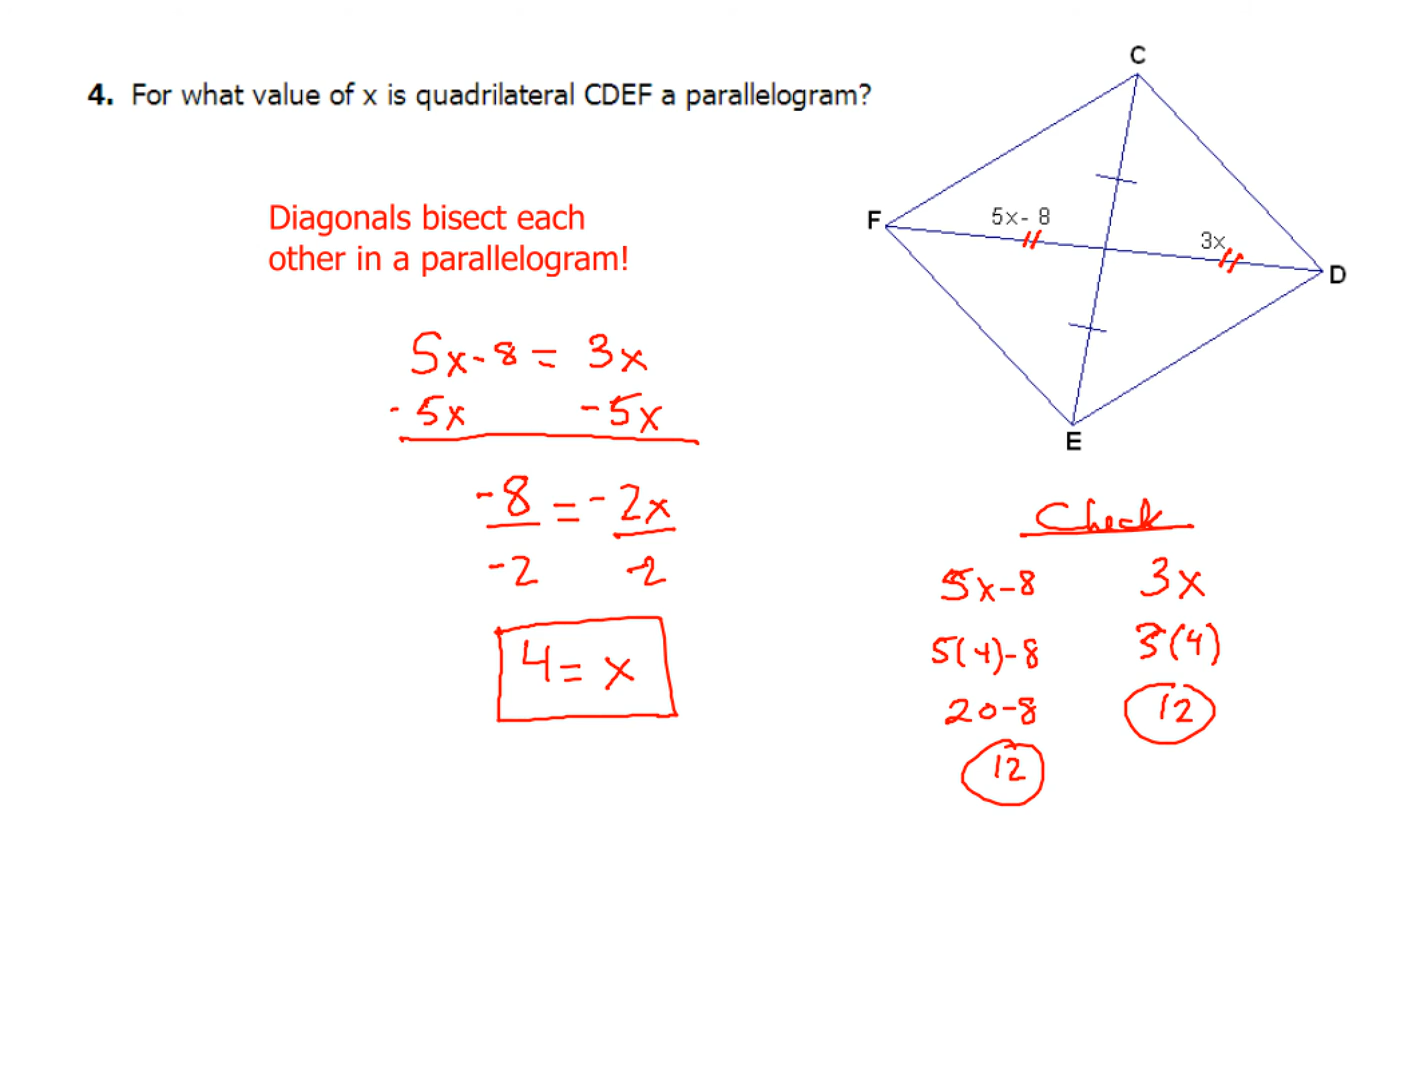 4. For what value of x is quadrilateral CDEF a parallelogram?
C
F
5x- 8
3x
D
E
Diagonals bisect each
other in a parallelogram!
5x-8 = 3x
-5x -5x
-8 = -2x
-2 -2
4 = x
Check
5x-8 3x
5(4)-8 3(4)
20-8 12
12